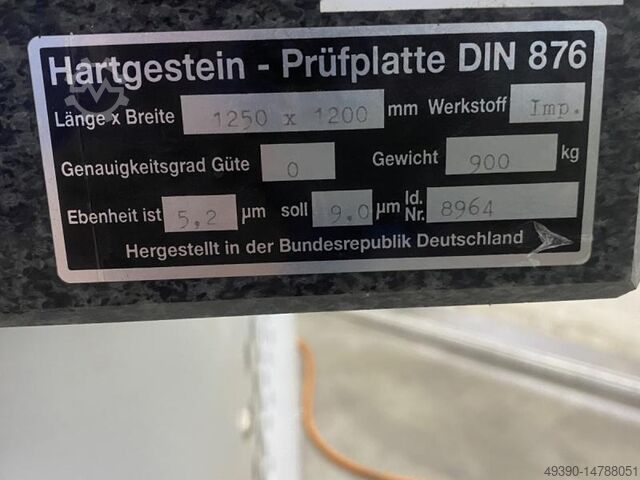 Hartgestein - Prüfplatte DIN 876
Länge x Breite 1250 x 1200 mm Werkstoff Imp.
Genauigkeitsgrad Güte 0 Gewicht 900 kg
Ebenheit ist 5,2 µm soll 9.0 µm Id. Nr. 8964
Hergestellt in der Bundesrepublik Deutschland
49390-14788051